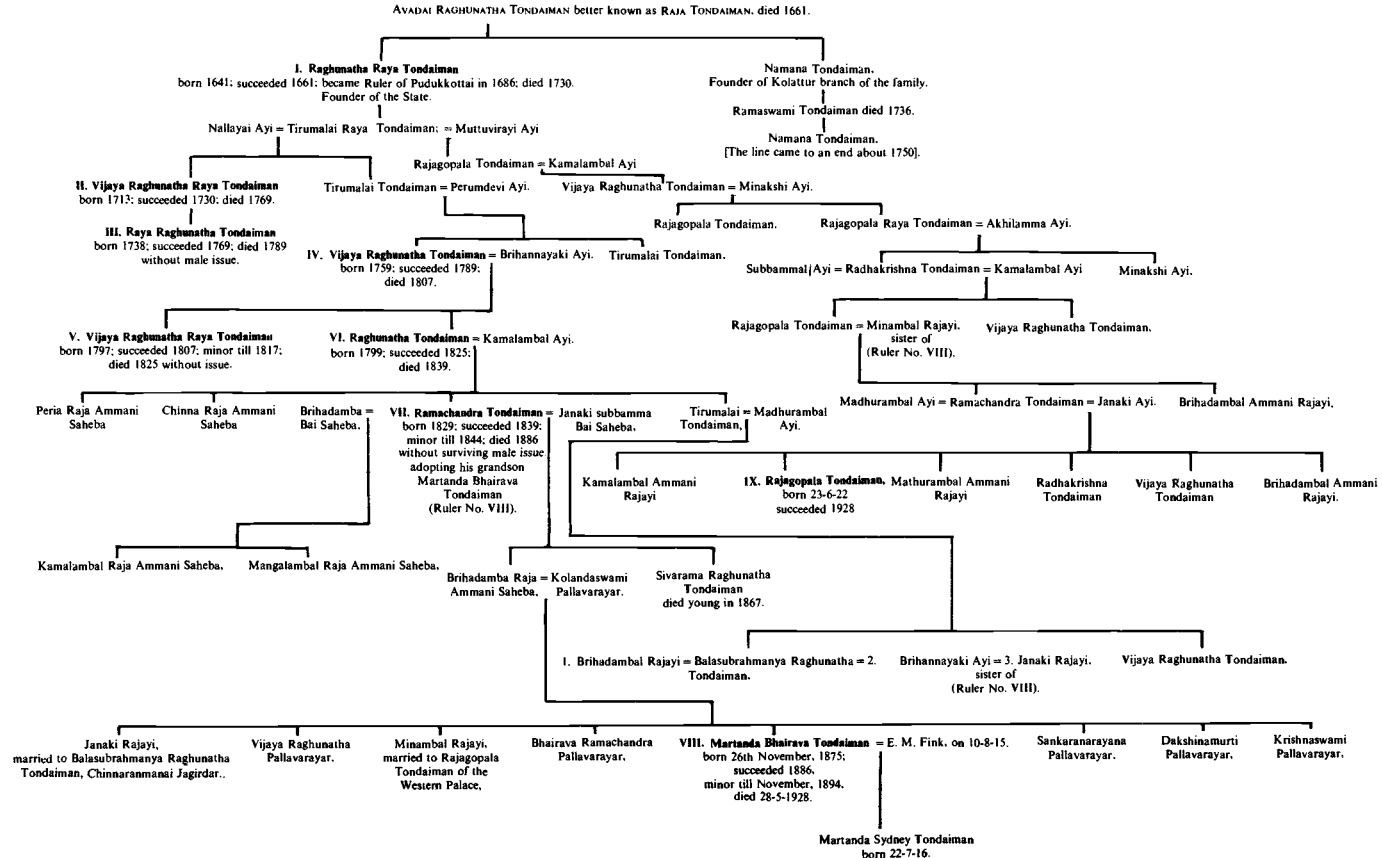 AVADAI RAGHUNATHA TONDAIMAN better known as RAJA TONDAIMAN. died 1661.
I. Raghunatha Raya Tondaiman
born 1641; succeeded 1661; became Ruler of Pudukkottai in 1686; died 1730.
Founder of the State.
Namana Tondaiman.
Founder of Kolattur branch of the family.
Ramaswami Tondaiman died 1736.
Namana Tondaiman.
[The line came to an end about 1750].
Nallayai Ayi = Tirumalai Raya Tondaiman; = Muttuvirayi Ayi
Rajagopala Tondaiman = Kamalambal Ayi
II. Vijaya Raghunatha Raya Tondaiman
born 1713; succeeded 1730; died 1769.
Tirumalai Tondaiman = Perumdevi Ayi.
Vijaya Raghunatha Tondaiman = Minakshi Ayi.
III. Raya Raghunatha Tondaiman
born 1738; succeeded 1769; died 1789
without male issue.
Rajagopala Tondaiman.
Rajagopala Raya Tondaiman = Akhilamma Ayi.
IV. Vijaya Raghunatha Tondaiman = Brihannayaki Ayi.
born 1759; succeeded 1789;
died 1807.
Tirumalai Tondaiman.
Subbammal Ayi = Radhakrishna Tondaiman = Kamalambal Ayi
Minakshi Ayi.
V. Vijaya Raghunatha Raya Tondaiman
born 1797; succeeded 1807; minor till 1817;
died 1825 without issue.
VI. Raghunatha Tondaiman = Kamalambal Ayi.
born 1799; succeeded 1825;
died 1839.
Rajagopala Tondaiman = Minambal Rajayi.
sister of
(Ruler No. VIII).
Vijaya Raghunatha Tondaiman.
Peria Raja Ammani
Saheba
Chinna Raja Ammani
Saheba
Brihadamba =
Bai Saheba.
VII. Ramachandra Tondaiman = Janaki subbamma
Bai Saheba.
born 1829; succeeded 1839;
minor till 1844; died 1886
without surviving male issue
adopting his grandson
Martanda Bhairava
Tondaiman
(Ruler No. VIII).
Tirumalai = Madhurambal
Tondaiman, Ayi.
Madhurambal Ayi = Ramachandra Tondaiman = Janaki Ayi.
Brihadambal Ammani Rajayi,
Kamalambal Ammani
Rajayi
IX. Rajagopala Tondaiman,
born 23-6-22
succeeded 1928
Mathurambal Ammani
Rajayi
Radhakrishna
Tondaiman
Vijaya Raghunatha
Tondaiman
Brihadambal Ammani
Rajayi.
Kamalambal Raja Ammani Saheba,
Mangalambal Raja Ammani Saheba,
Brihadamba Raja = Kolandaswami
Ammani Saheba, Pallavarayar.
Sivarama Raghunatha
Tondaiman
died young in 1867.
1. Brihadambal Rajayi = Balasubrahmanya Raghunatha = 2.
Tondaiman.
Brihannayaki Ayi = 3. Janaki Rajayi.
sister of
(Ruler No. VIII).
Vijaya Raghunatha Tondaiman.
Janaki Rajayi,
married to Balasubrahmanya Raghunatha
Tondaiman, Chinnaranmanai Jagirdar..
Vijaya Raghunatha
Pallavarayar.
Minambal Rajayi,
married to Rajagopala
Tondaiman of the
Western Palace,
Bhairava Ramachandra
Pallavarayar,
VIII. Martanda Bhairava Tondaiman = E. M. Fink, on 10-8-15.
born 26th November, 1875;
succeeded 1886,
minor till November, 1894,
died 28-5-1928.
Sankaranarayana
Pallavarayar,
Dakshinamurti
Pallavarayar,
Krishnaswami
Pallavarayar,
Martanda Sydney Tondaiman
born 22-7-16.